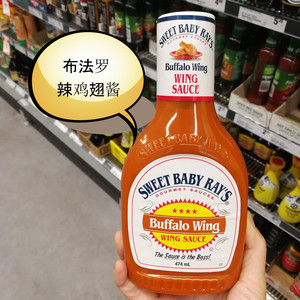 布法罗
辣鸡翅酱
SWEET BABY RAY'S
Buffalo Wing
WING
SAUCE
SWEET BABY RAY'S
GOURMET SAUCES
Buffalo Wing
WING SAUCE
The Sauce is the Boss!
474 mL